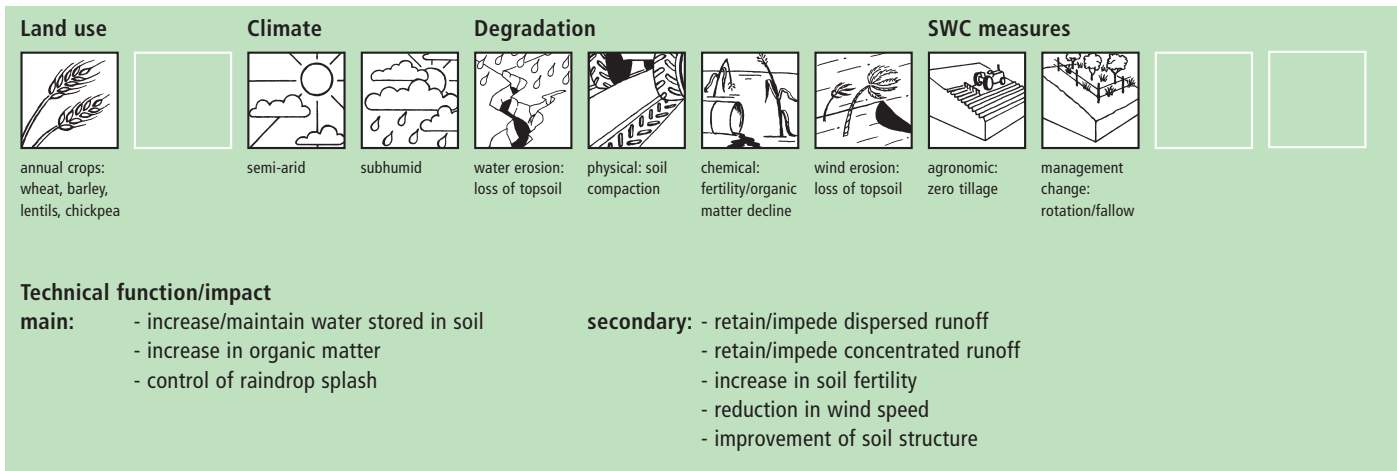 Land use
Climate
Degradation
SWC measures
annual crops:
wheat, barley,
lentils, chickpea
semi-arid
subhumid
water erosion:
loss of topsoil
physical: soil
compaction
chemical:
fertility/organic
matter decline
wind erosion:
loss of topsoil
agronomic:
zero tillage
management
change:
rotation/fallow
Technical function/impact
main:
- increase/maintain water stored in soil
- increase in organic matter
- control of raindrop splash
secondary:
- retain/impede dispersed runoff
- retain/impede concentrated runoff
- increase in soil fertility
- reduction in wind speed
- improvement of soil structure